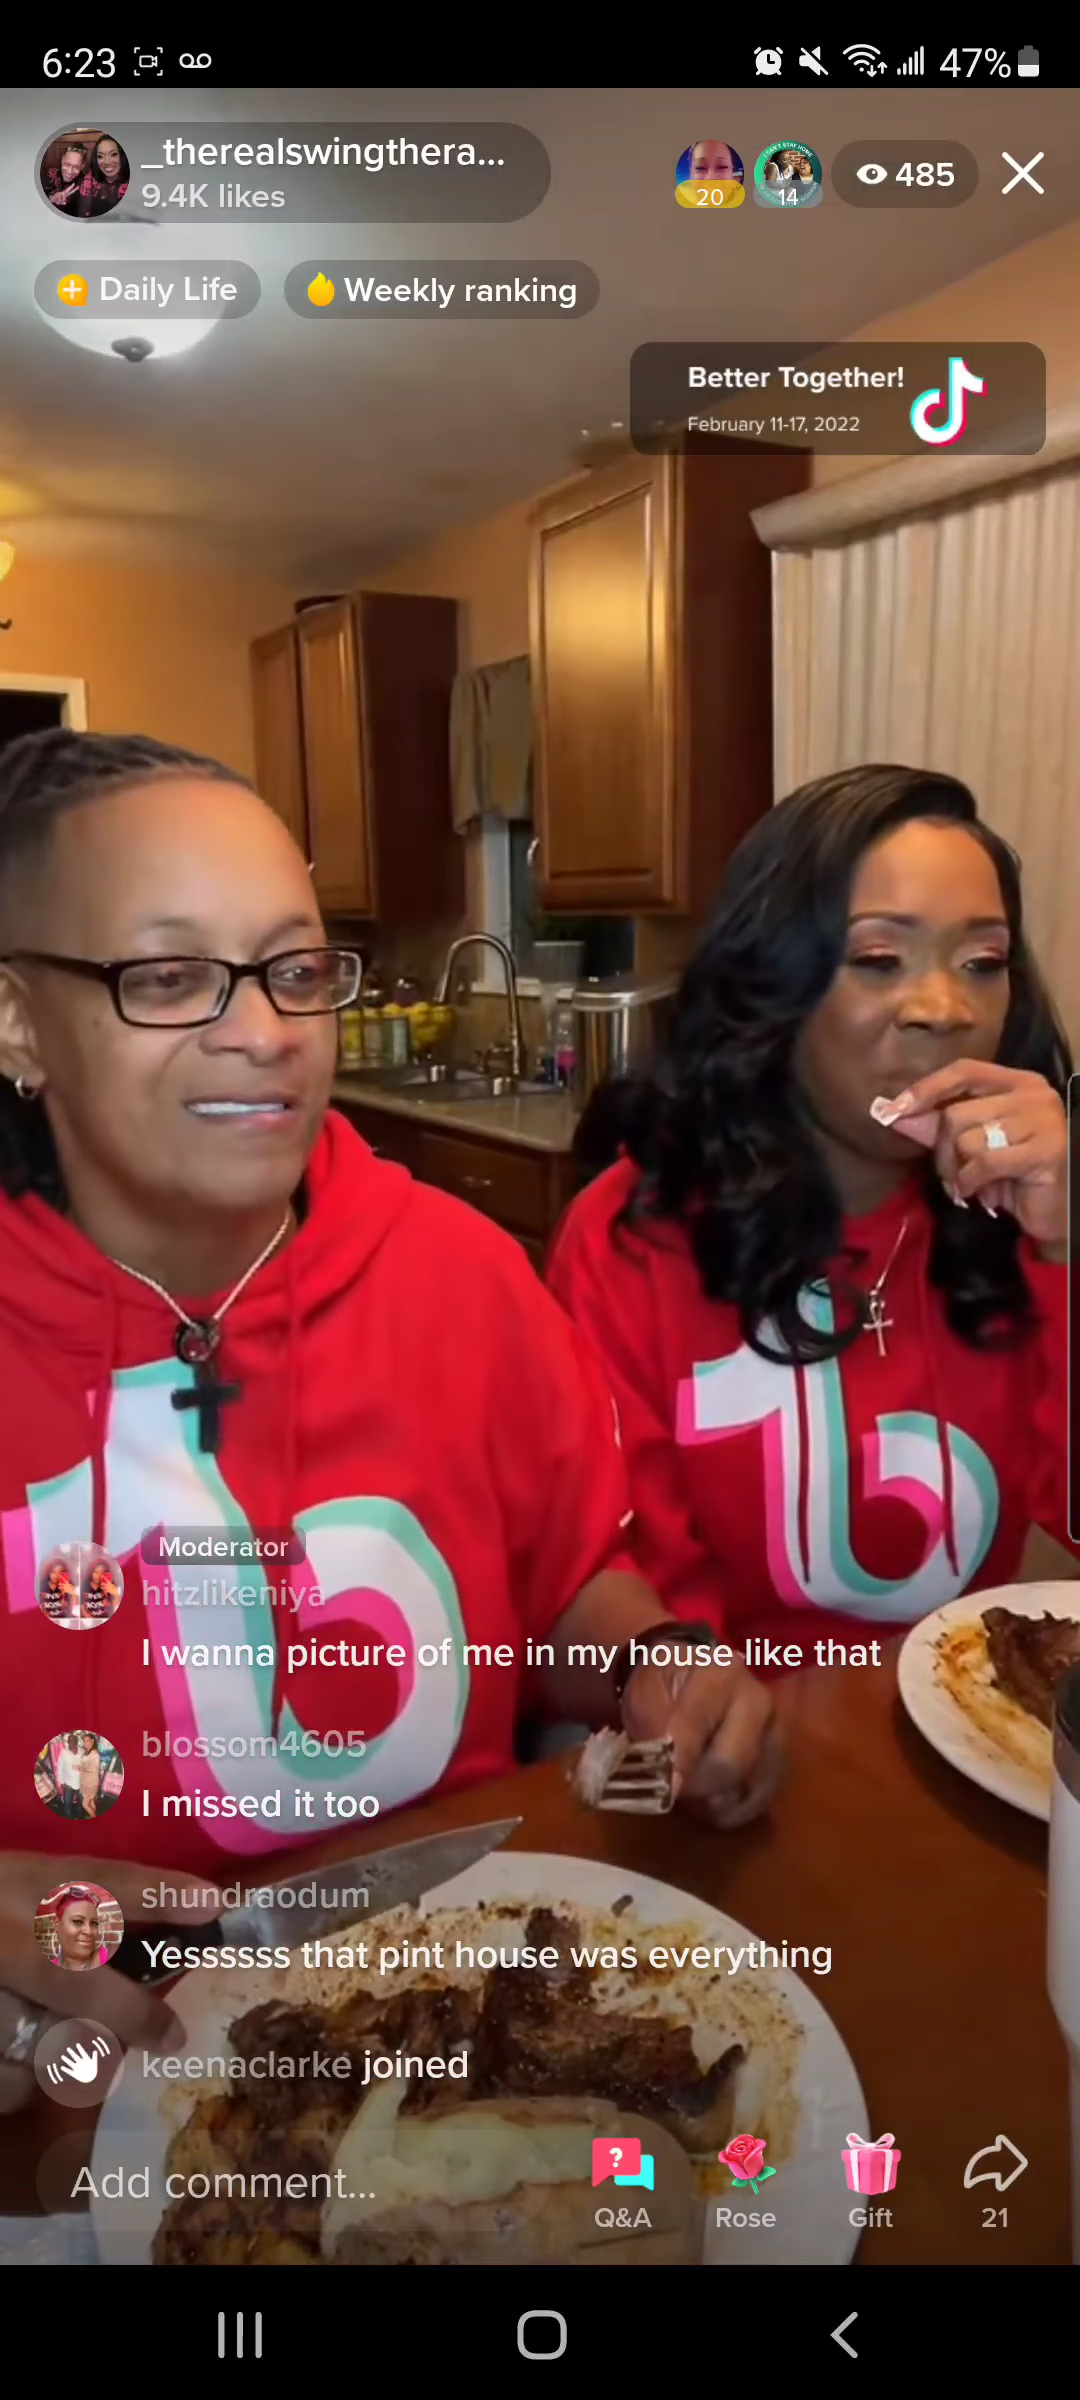 6:23
47%
_therealswingthera...
9.4K likes
20
14
485
Daily Life
Weekly ranking
Better Together!
February 11-17, 2022
Moderator
hitzlikeniya
I wanna picture of me in my house like that
blossom4605
I missed it too
shundraodum
Yessssss that pint house was everything
keenaclarke joined
Add comment...
?
Q&A
Rose
Gift
21